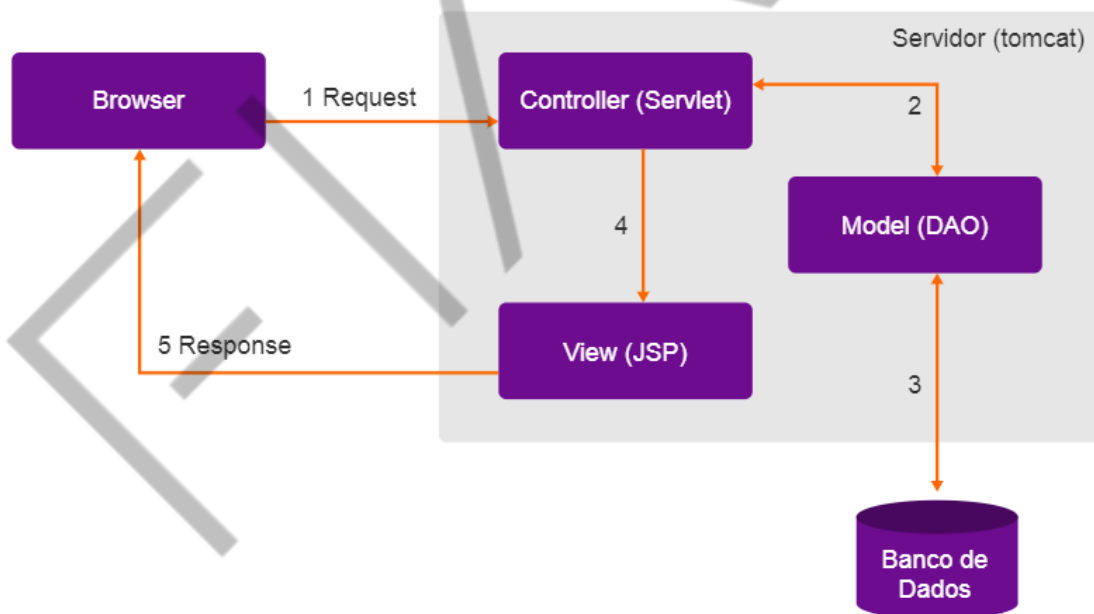 Servidor (tomcat)
Browser
1 Request
Controller (Servlet)
2
4
Model (DAO)
5 Response
View (JSP)
3
Banco de
Dados